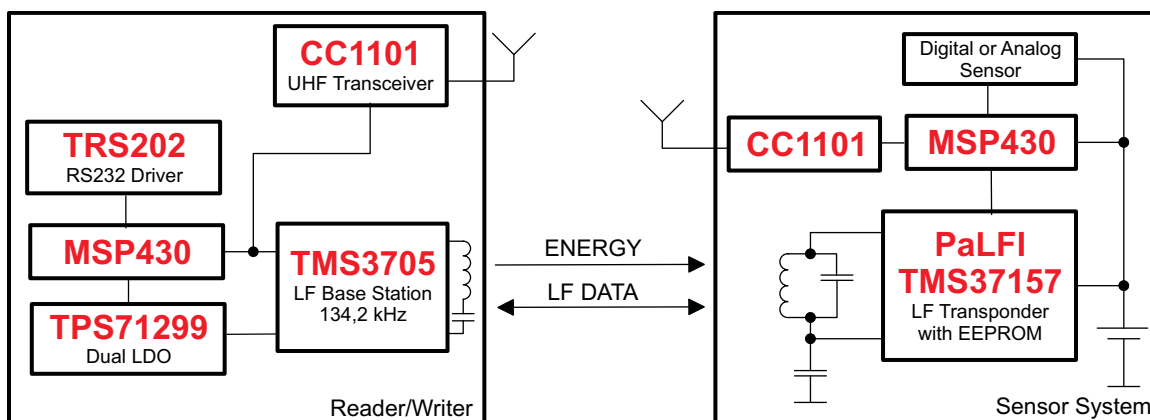 CC1101
UHF Transceiver
TRS202
RS232 Driver
MSP430
TMS3705
LF Base Station
134,2 kHz
TPS71299
Dual LDO
Reader/Writer
ENERGY
LF DATA
Digital or Analog
Sensor
CC1101
MSP430
PaLFI
TMS37157
LF Transponder
with EEPROM
Sensor System